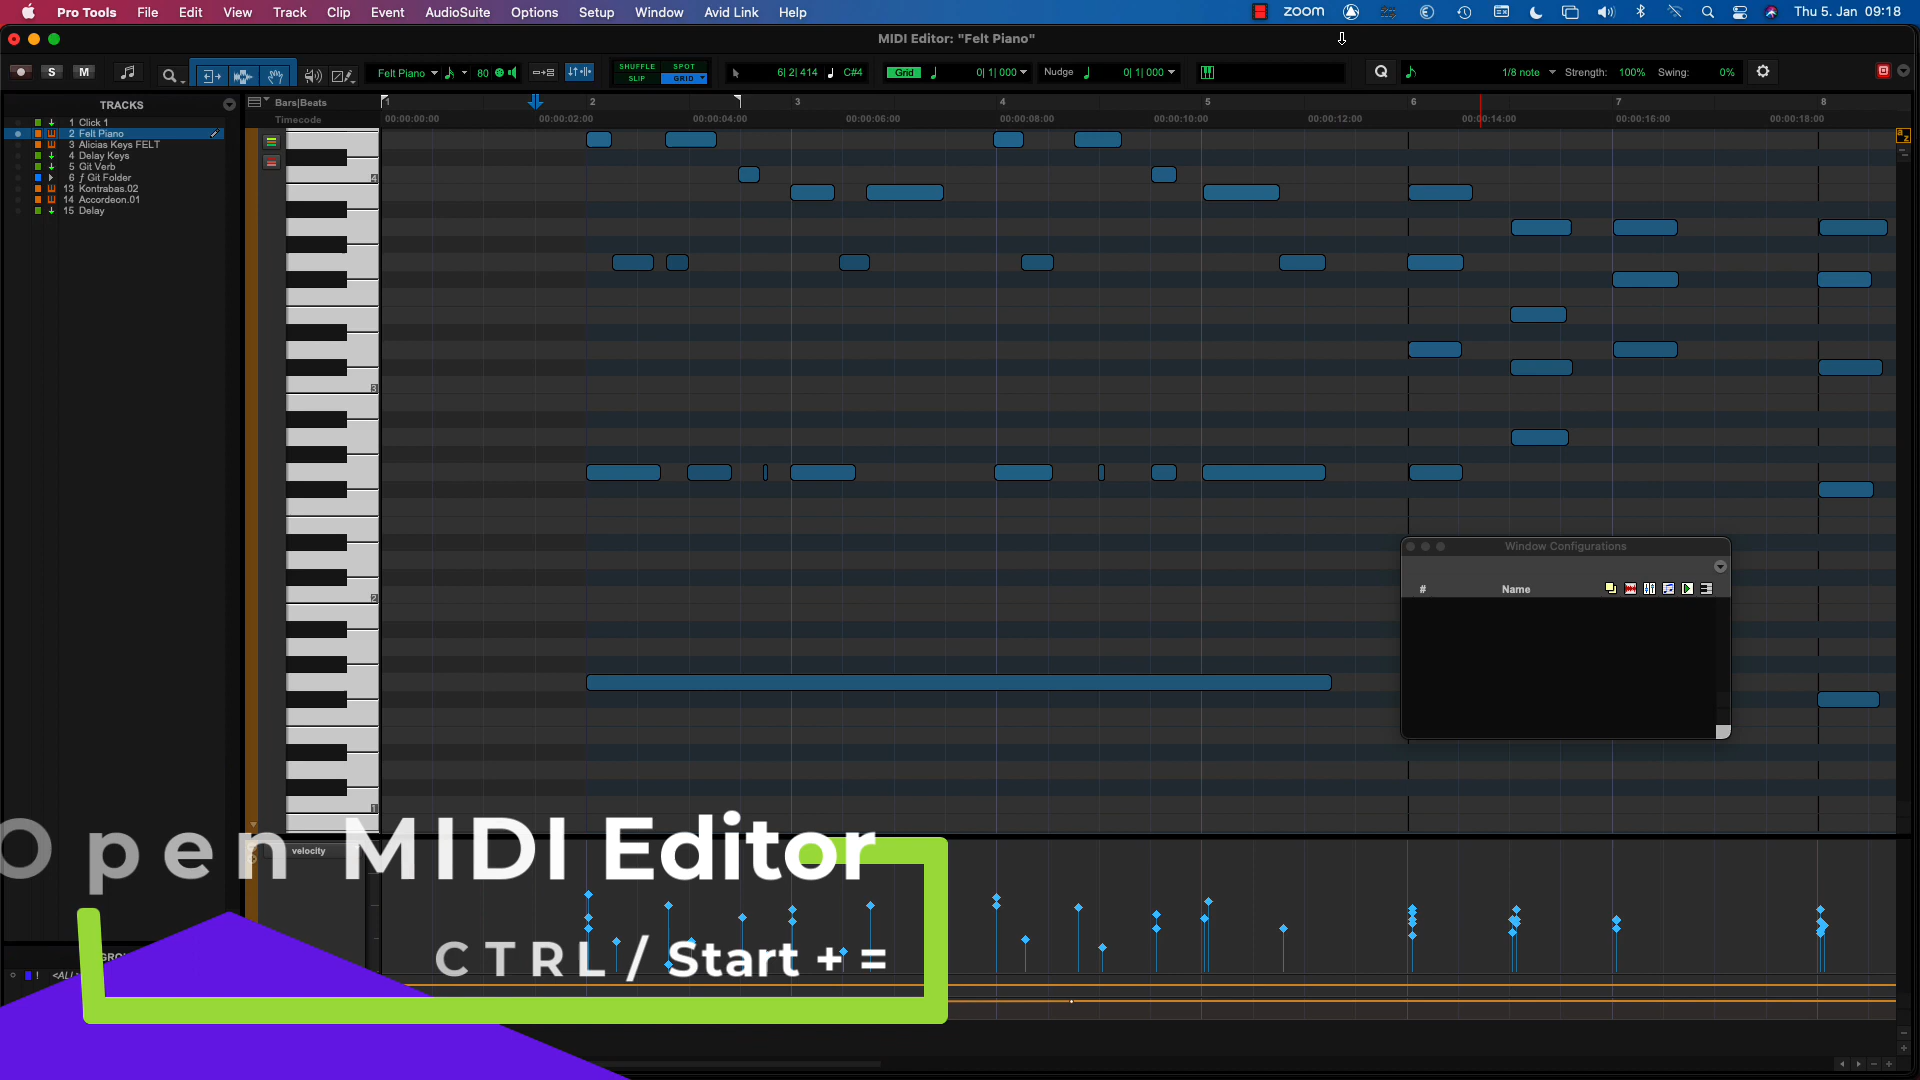 Pro Tools File Edit View Track Clip Event AudioSuite Options Setup Window Avid Link Help zoom Thu 5. Jan 09:18
MIDI Editor: "Felt Piano"
S M Felt Piano 80 SHUFFLE SPOT SLIP GRID 6| 2| 414 C#4 Grid 0| 1| 000 Nudge 0| 1| 000 Q 1/8 note Strength: 100% Swing: 0%
TRACKS
1 Click 1
2 Felt Piano
3 Alicias Keys FELT
4 Delay Keys
5 Git Verb
6 Git Folder
13 Kontrabas.02
14 Accordeon.01
15 Delay
Bars|Beats 1 2 3 4 5 6 7 8
Timecode 00:00:00:00 00:00:02:00 00:00:04:00 00:00:06:00 00:00:08:00 00:00:10:00 00:00:12:00 00:00:14:00 00:00:16:00 00:00:18:00
a z
4
3
2
1
Window Configurations
# Name
Open MIDI Editor
velocity
CTRL / Start + =